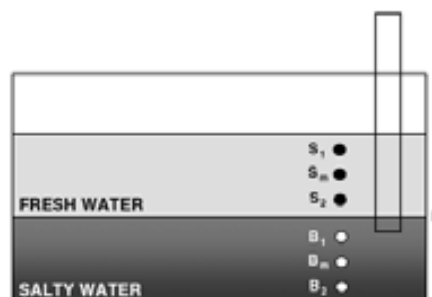 S₁
Sₘ
S₂
FRESH WATER
B₁
Bₘ
B₂
SALTY WATER